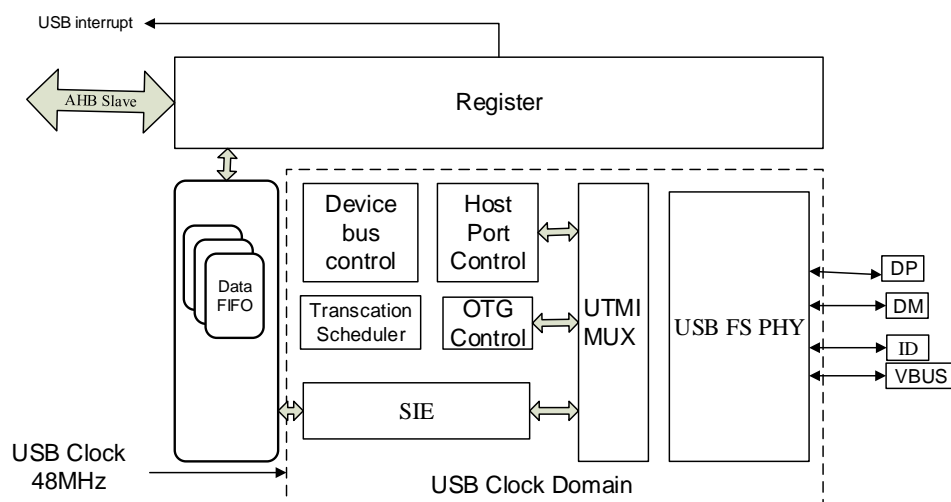 USB interrupt
AHB Slave
Register
Device
bus
control
Host
Port
Control
Data
FIFO
Transcation
Scheduler
OTG
Control
UTMI
MUX
USB FS PHY
DP
DM
ID
VBUS
SIE
USB Clock
48MHz
USB Clock Domain